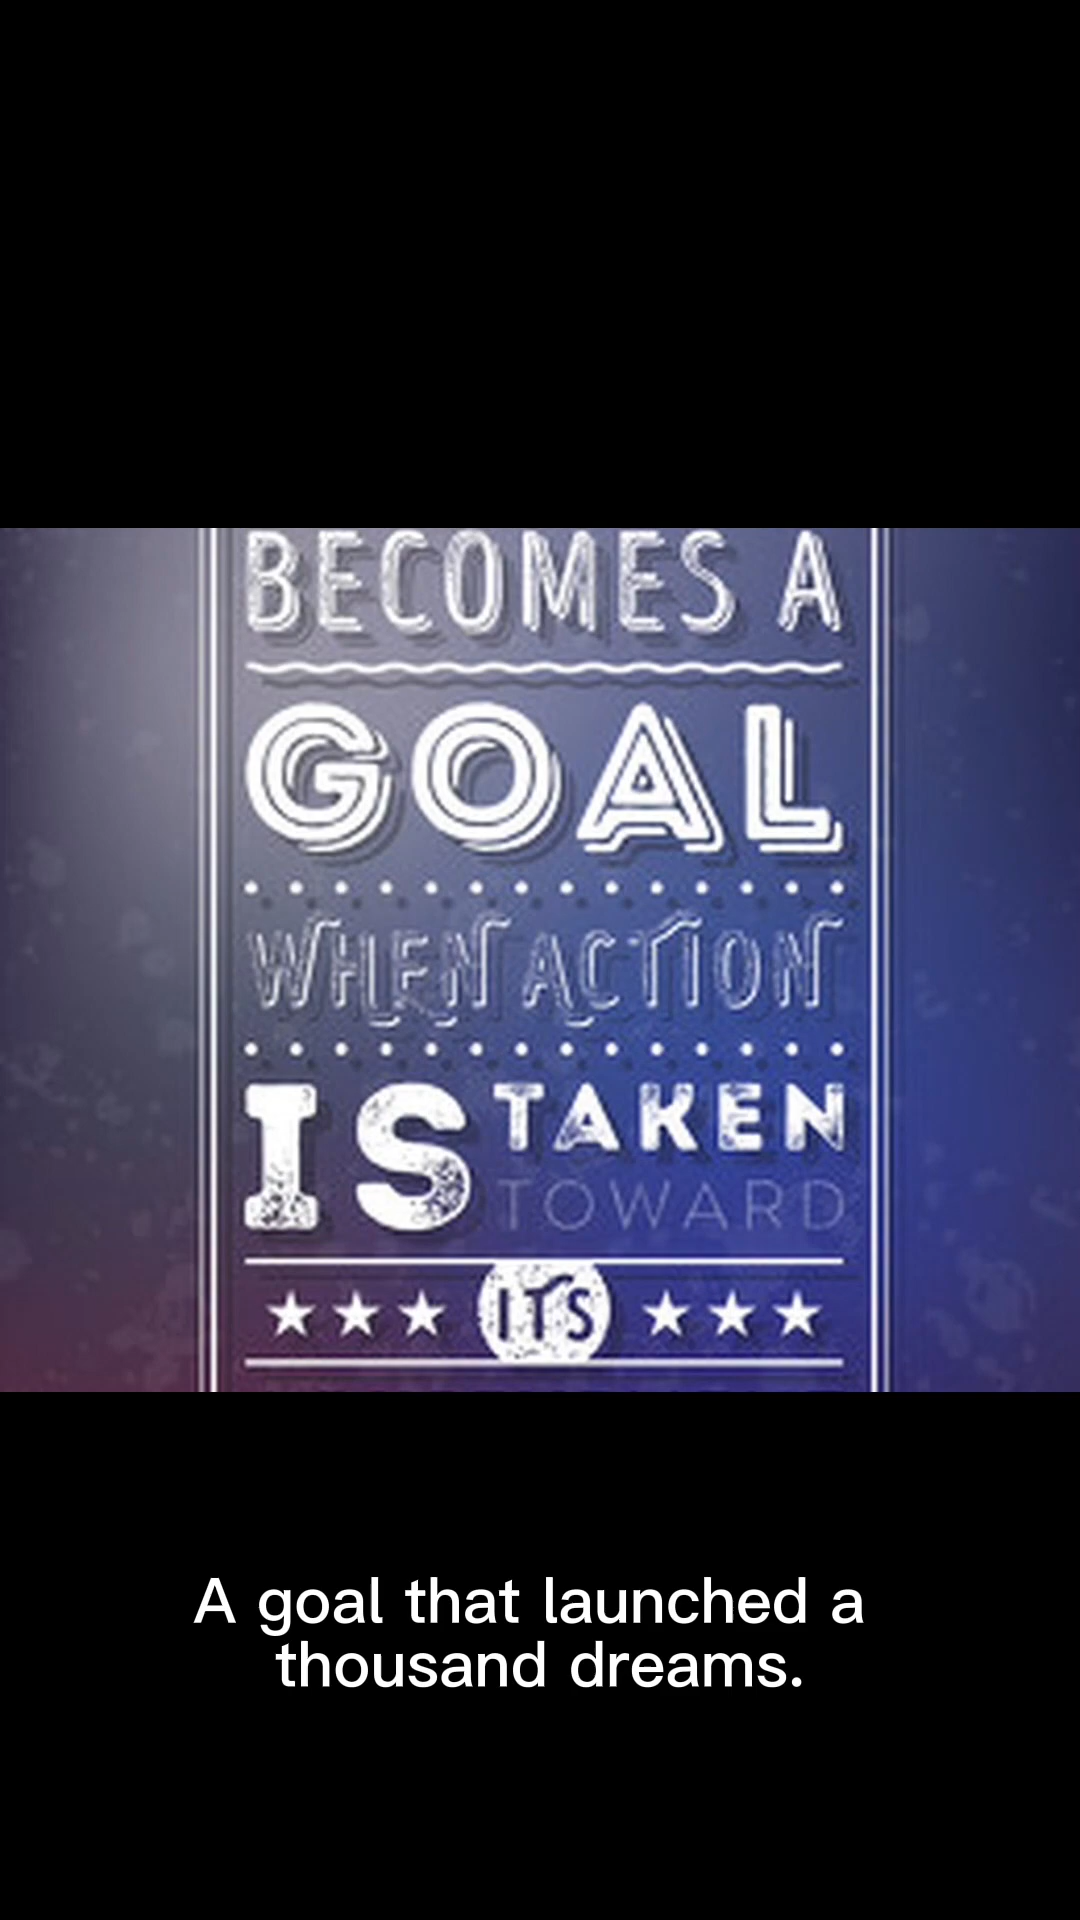 BECOMES A
GOAL
WHEN ACTION
IS TAKEN
TOWARD
ITS
A goal that launched a
thousand dreams.